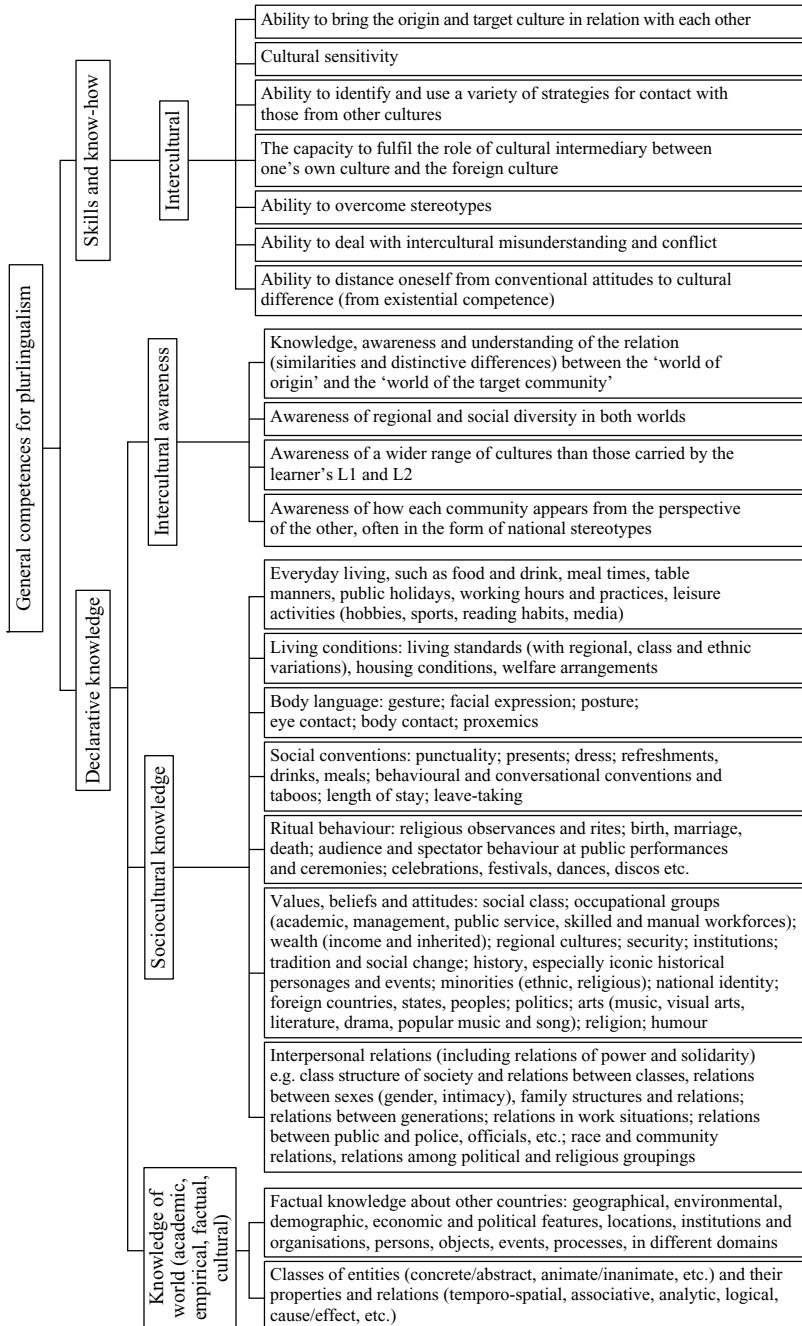 General competences for plurlingualism
Skills and know-how
Intercultural
Ability to bring the origin and target culture in relation with each other
Cultural sensitivity
Ability to identify and use a variety of strategies for contact with
those from other cultures
The capacity to fulfil the role of cultural intermediary between
one's own culture and the foreign culture
Ability to overcome stereotypes
Ability to deal with intercultural misunderstanding and conflict
Ability to distance oneself from conventional attitudes to cultural
difference (from existential competence)
Declarative knowledge
Intercultural awareness
Knowledge, awareness and understanding of the relation
(similarities and distinctive differences) between the ‘world of
origin’ and the ‘world of the target community’
Awareness of regional and social diversity in both worlds
Awareness of a wider range of cultures than those carried by the
learner's L1 and L2
Awareness of how each community appears from the perspective
of the other, often in the form of national stereotypes
Sociocultural knowledge
Everyday living, such as food and drink, meal times, table
manners, public holidays, working hours and practices, leisure
activities (hobbies, sports, reading habits, media)
Living conditions: living standards (with regional, class and ethnic
variations), housing conditions, welfare arrangements
Body language: gesture; facial expression; posture;
eye contact; body contact; proxemics
Social conventions: punctuality; presents; dress; refreshments,
drinks, meals; behavioural and conversational conventions and
taboos; length of stay; leave-taking
Ritual behaviour: religious observances and rites; birth, marriage,
death; audience and spectator behaviour at public performances
and ceremonies; celebrations, festivals, dances, discos etc.
Values, beliefs and attitudes: social class; occupational groups
(academic, management, public service, skilled and manual workforces);
wealth (income and inherited); regional cultures; security; institutions;
tradition and social change; history, especially iconic historical
personages and events; minorities (ethnic, religious); national identity;
foreign countries, states, peoples; politics; arts (music, visual arts,
literature, drama, popular music and song); religion; humour
Interpersonal relations (including relations of power and solidarity)
e.g. class structure of society and relations between classes, relations
between sexes (gender, intimacy), family structures and relations;
relations between generations; relations in work situations; relations
between public and police, officials, etc.; race and community
relations, relations among political and religious groupings
Knowledge of
world (academic,
empirical, factual,
cultural)
Factual knowledge about other countries: geographical, environmental,
demographic, economic and political features, locations, institutions and
organisations, persons, objects, events, processes, in different domains
Classes of entities (concrete/abstract, animate/inanimate, etc.) and their
properties and relations (temporo-spatial, associative, analytic, logical,
cause/effect, etc.)